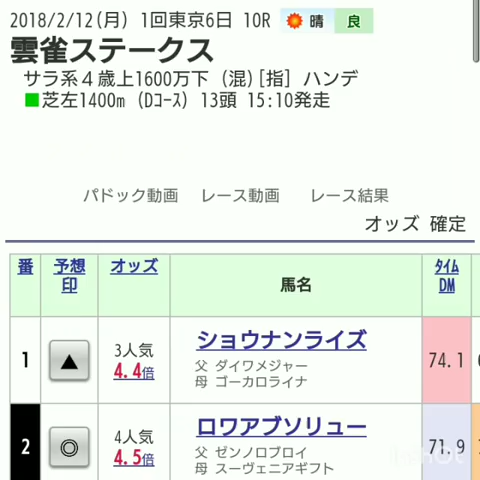 2018/2/12(月) 1回東京6日 10R 晴 良
雲雀ステークス
サラ系4歳上1600万下 (混)[指] ハンデ
■芝左1400m (Dコース) 13頭 15:10発走
パドック動画 レース動画 レース結果
オッズ 確定
番 予想印 オッズ 馬名 タイムDM
1 ▲ 3人気 4.4倍 ショウナンライズ 74.1
父 ダイワメジャー
母 ゴーカロライナ
2 ◎ 4人気 4.5倍 ロワアブソリュー 71.9
父 ゼンノロブロイ
母 スーヴェニアギフト